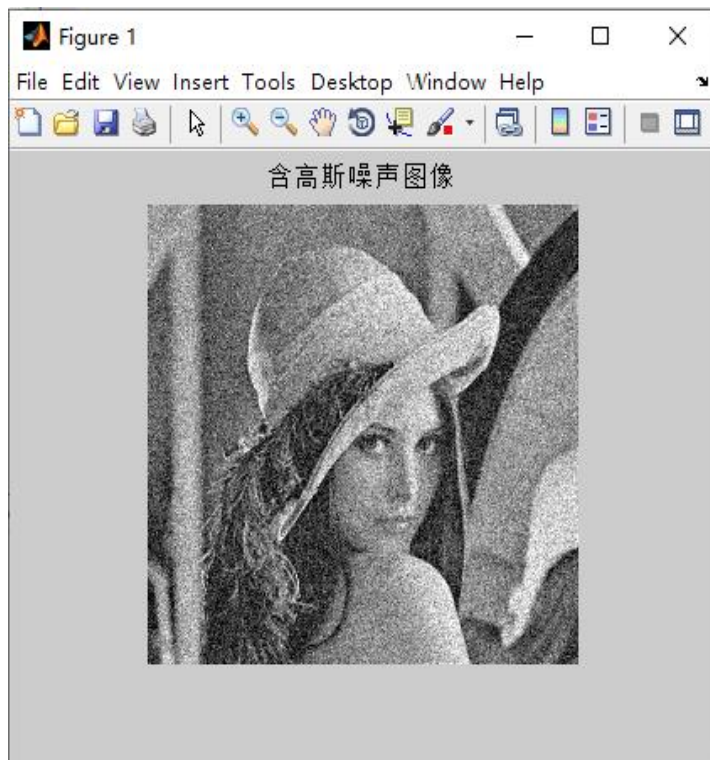 Figure 1
File Edit View Insert Tools Desktop Window Help
含高斯噪声图像